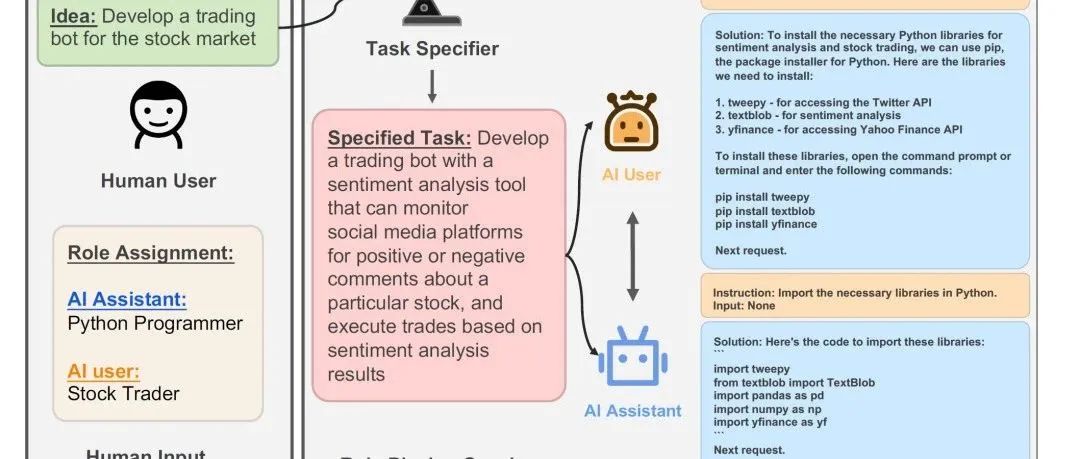 Idea: Develop a trading
bot for the stock market
Human User
Role Assignment:
AI Assistant:
Python Programmer
AI user:
Stock Trader
Human Input
Task Specifier
Specified Task: Develop
a trading bot with a
sentiment analysis tool
that can monitor
social media platforms
for positive or negative
comments about a
particular stock, and
execute trades based on
sentiment analysis
results
AI User
AI Assistant
Solution: To install the necessary Python libraries for
sentiment analysis and stock trading, we can use pip,
the package installer for Python. Here are the libraries
we need to install:
1. tweepy - for accessing the Twitter API
2. textblob - for sentiment analysis
3. yfinance - for accessing Yahoo Finance API
To install these libraries, open the command prompt or
terminal and enter the following commands:
pip install tweepy
pip install textblob
pip install yfinance
Next request.
Instruction: Import the necessary libraries in Python.
Input: None
Solution: Here's the code to import these libraries:
```
import tweepy
from textblob import TextBlob
import pandas as pd
import numpy as np
import yfinance as yf
```
Next request.